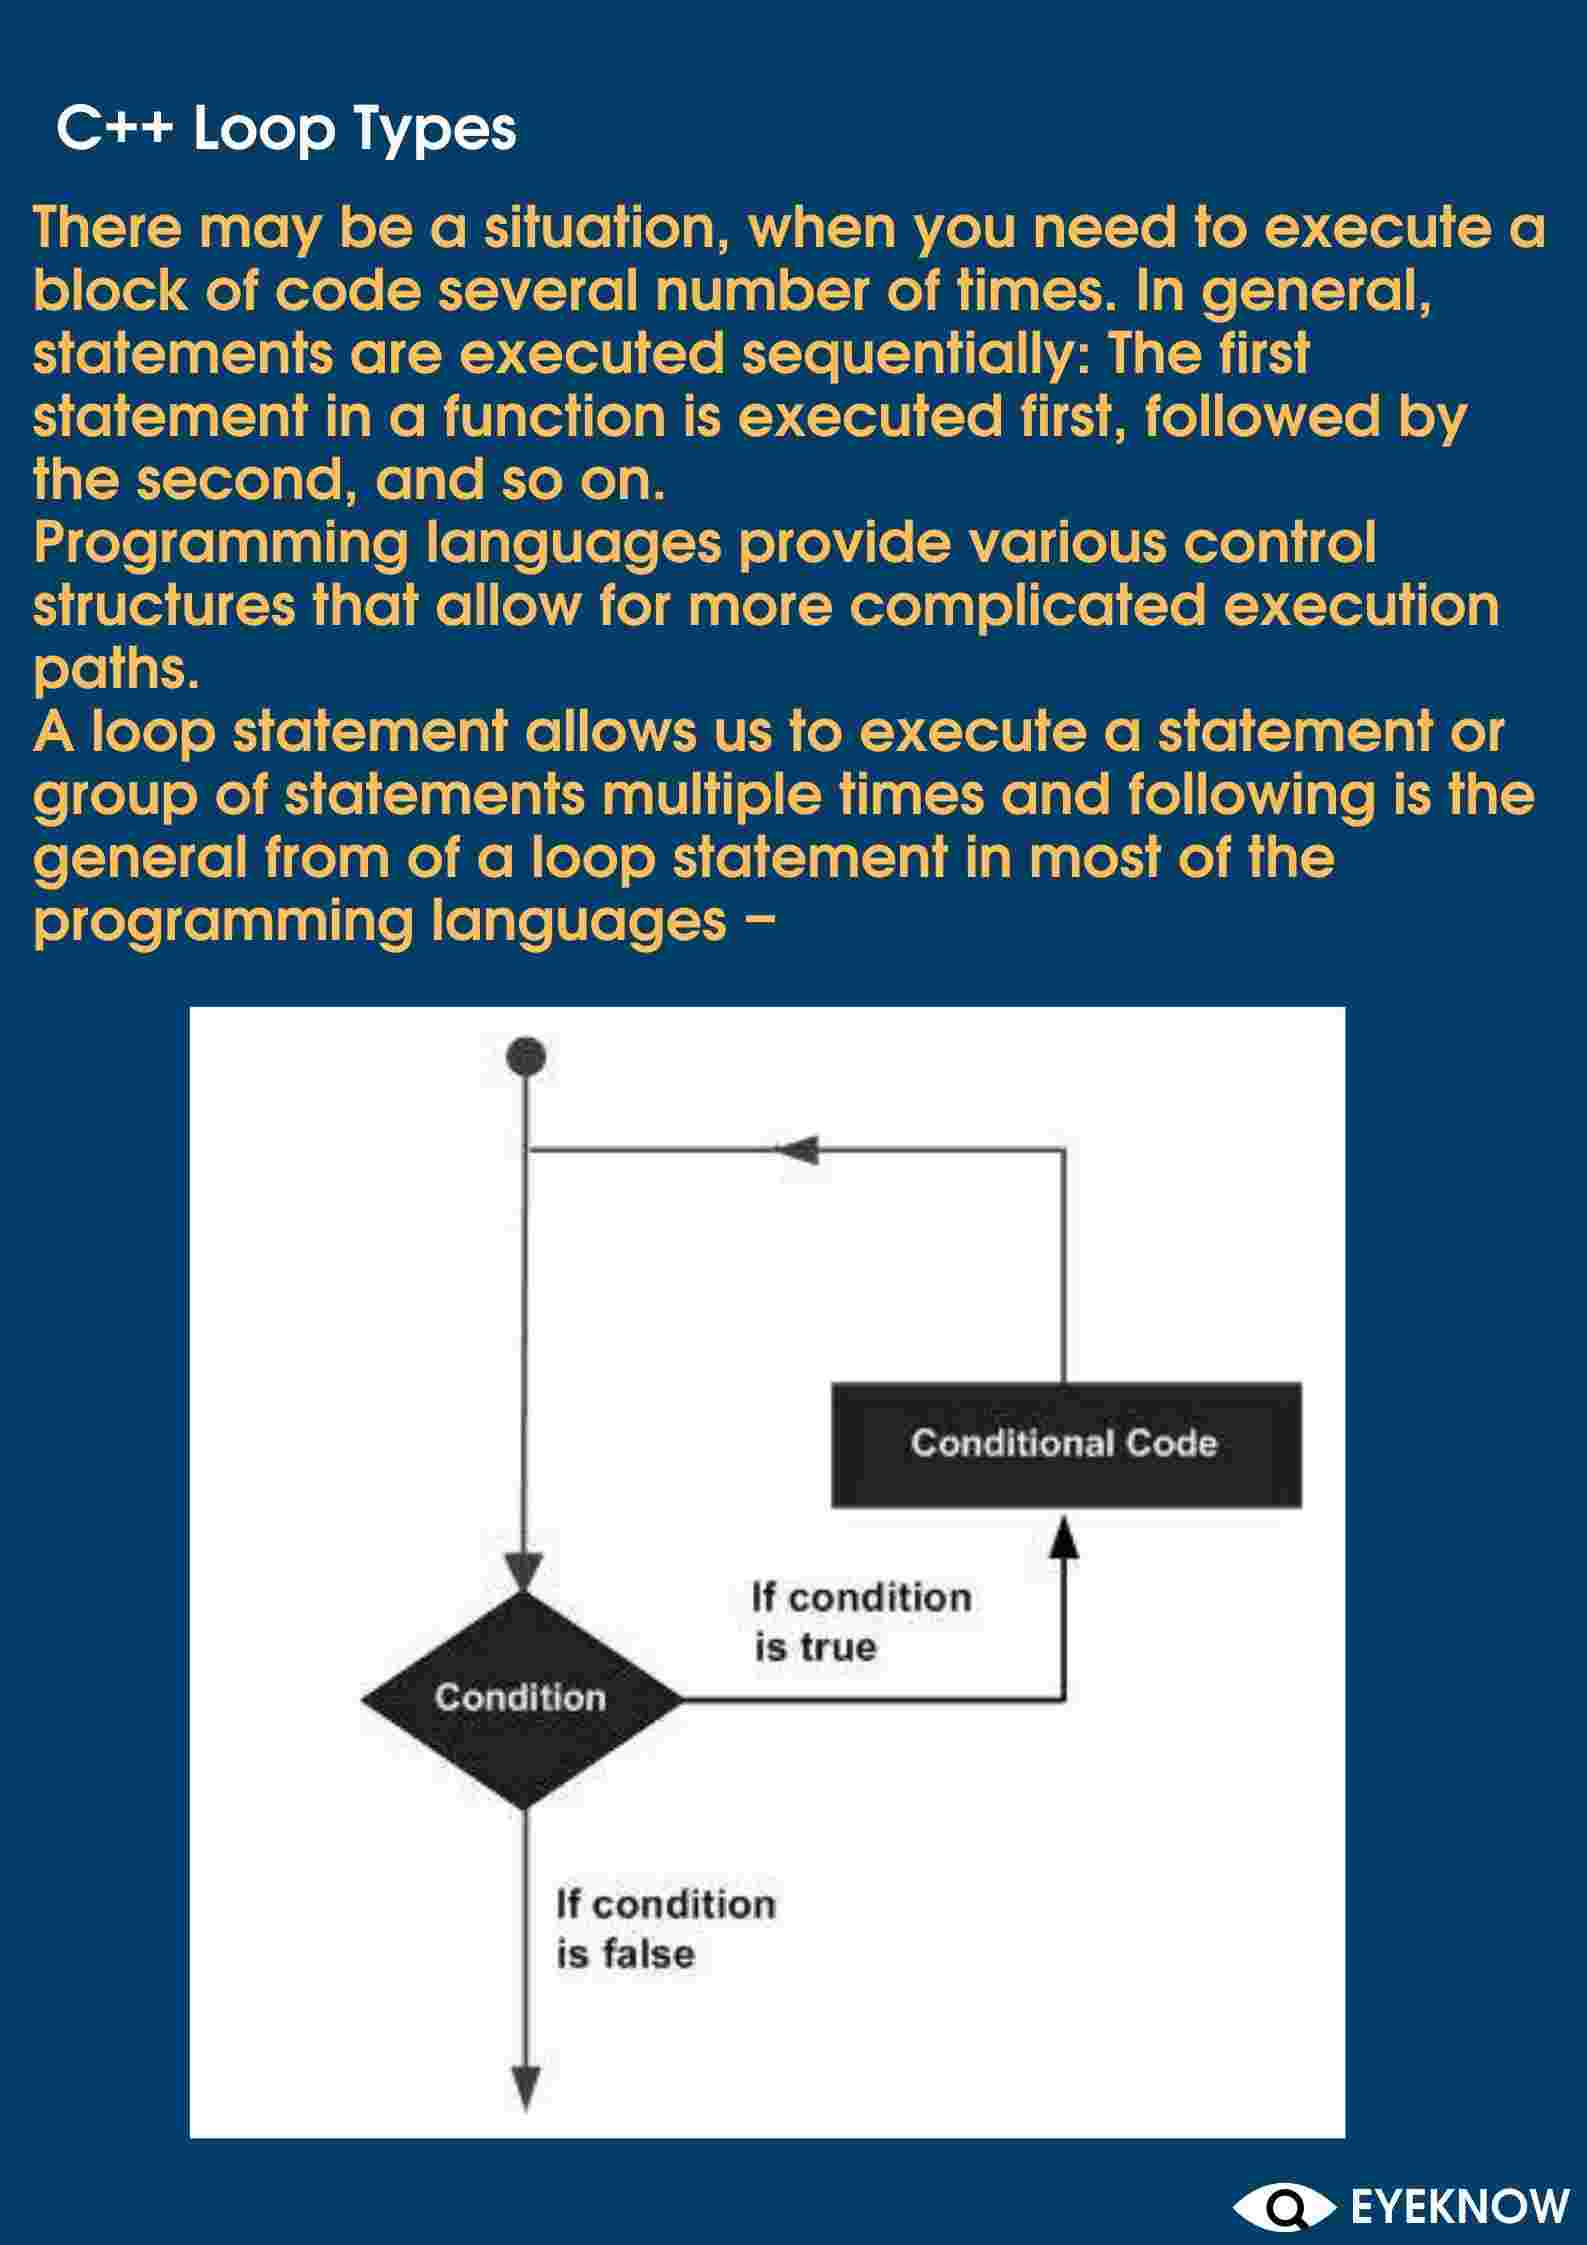 C++ Loop Types
There may be a situation, when you need to execute a
block of code several number of times. In general,
statements are executed sequentially: The first
statement in a function is executed first, followed by
the second, and so on.
Programming languages provide various control
structures that allow for more complicated execution
paths.
A loop statement allows us to execute a statement or
group of statements multiple times and following is the
general from of a loop statement in most of the
programming languages –
Conditional Code
If condition
is true
Condition
If condition
is false
EYEKNOW